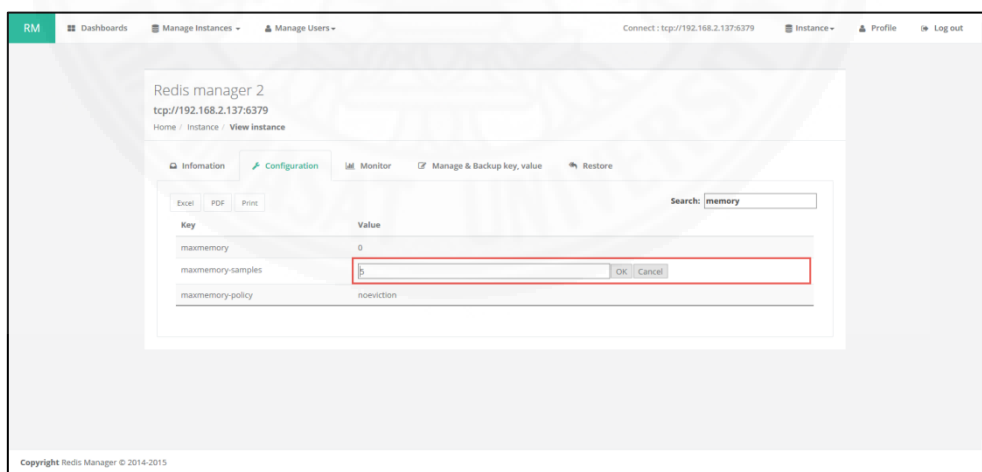 RM Dashboards Manage Instances Manage Users Connect : tcp://192.168.2.137:6379 Instance Profile Log out
Redis manager 2
tcp://192.168.2.137:6379
Home / Instance / View instance
Infomation Configuration Monitor Manage & Backup key, value Restore
Excel PDF Print Search: memory
Key Value
maxmemory 0
maxmemory-samples 5 OK Cancel
maxmemory-policy noeviction
Copyright Redis Manager © 2014-2015